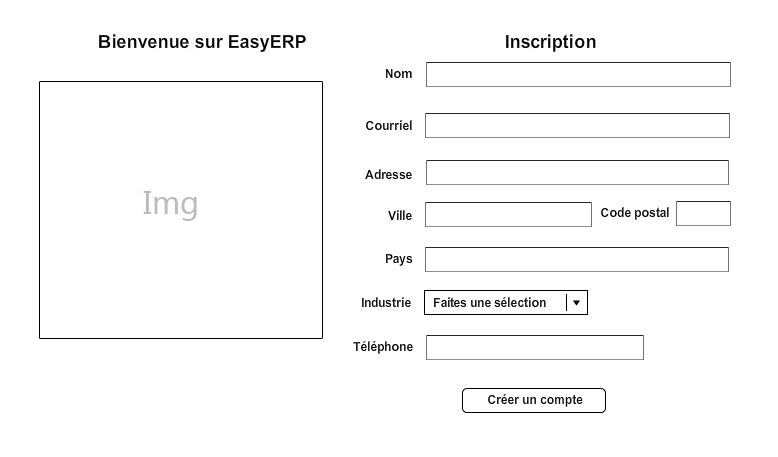 Bienvenue sur EasyERP
Img
Inscription
Nom
Courriel
Adresse
Ville
Code postal
Pays
Industrie
Faites une sélection
Téléphone
Créer un compte